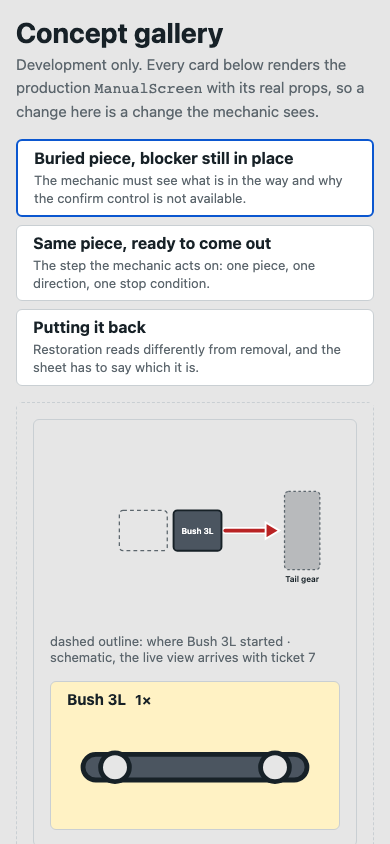 Concept gallery
Development only. Every card below renders the
production ManualScreen with its real props, so a
change here is a change the mechanic sees.
Buried piece, blocker still in place
The mechanic must see what is in the way and why
the confirm control is not available.
Same piece, ready to come out
The step the mechanic acts on: one piece, one
direction, one stop condition.
Putting it back
Restoration reads differently from removal, and the
sheet has to say which it is.
Bush 3L
Tail gear
dashed outline: where Bush 3L started ·
schematic, the live view arrives with ticket 7
Bush 3L 1×